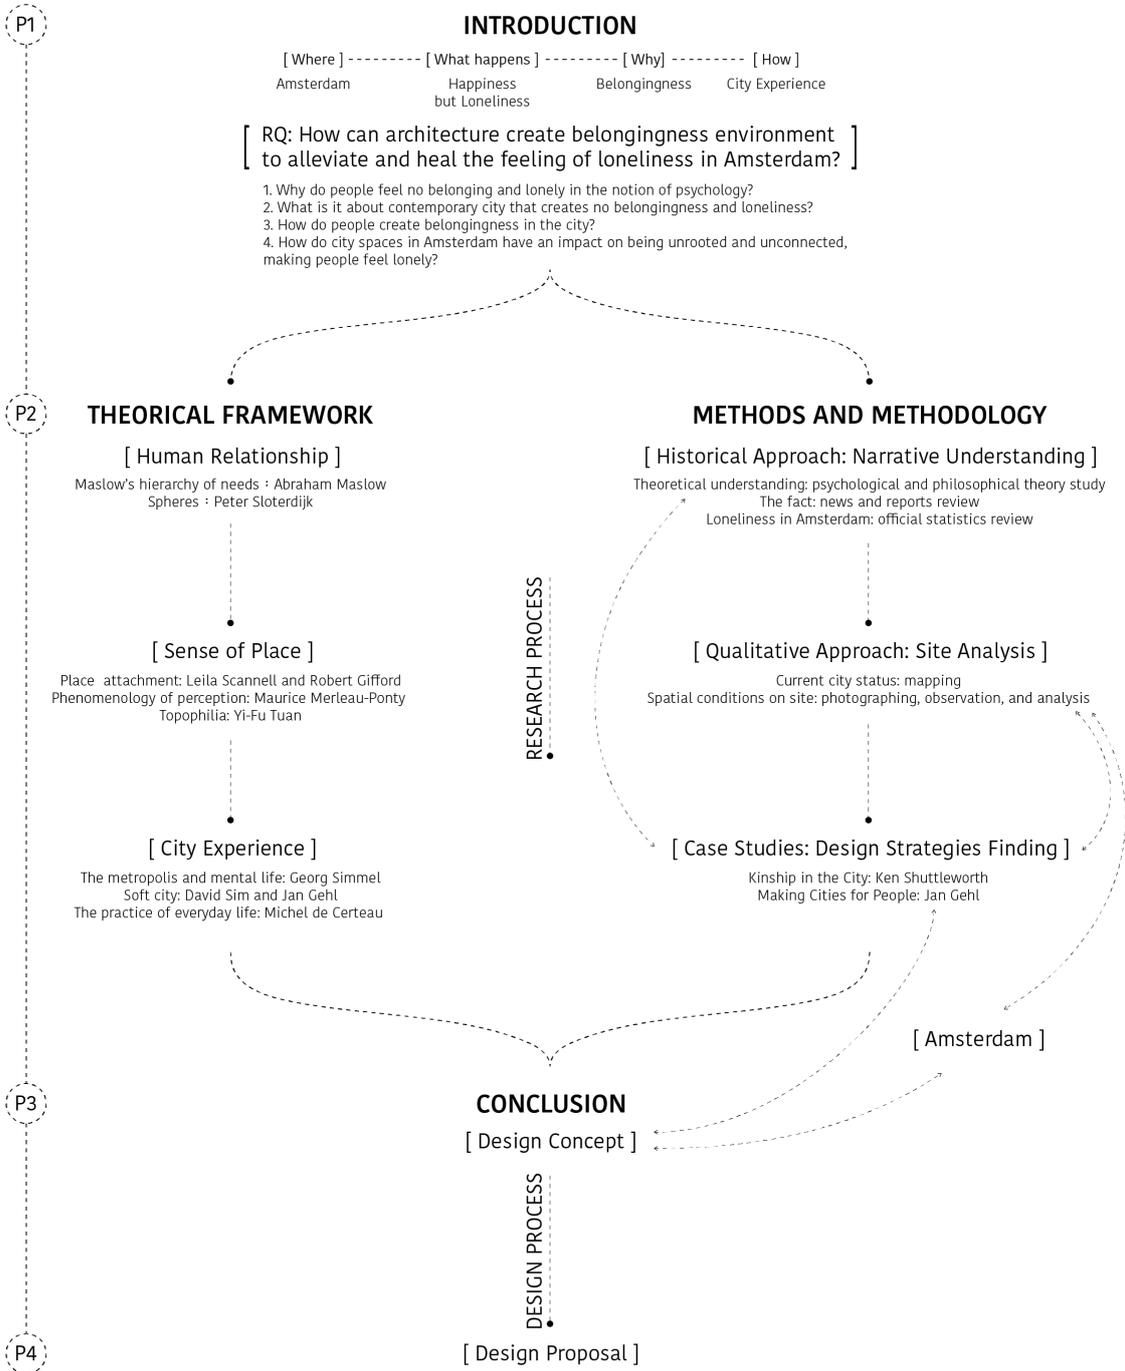 P1
INTRODUCTION
[ Where ] [ What happens ] [ Why] [ How ]
Amsterdam Happiness Belongingness City Experience
but Loneliness
RQ: How can architecture create belongingness environment
to alleviate and heal the feeling of loneliness in Amsterdam?
1. Why do people feel no belonging and lonely in the notion of psychology?
2. What is it about contemporary city that creates no belongingness and loneliness?
3. How do people create belongingness in the city?
4. How do city spaces in Amsterdam have an impact on being unrooted and unconnected,
making people feel lonely?
P2
THEORICAL FRAMEWORK
[ Human Relationship ]
Maslow's hierarchy of needs : Abraham Maslow
Spheres : Peter Sloterdijk
[ Sense of Place ]
Place attachment: Leila Scannell and Robert Gifford
Phenomenology of perception: Maurice Merleau-Ponty
Topophilia: Yi-Fu Tuan
[ City Experience ]
The metropolis and mental life: Georg Simmel
Soft city: David Sim and Jan Gehl
The practice of everyday life: Michel de Certeau
RESEARCH PROCESS
METHODS AND METHODOLOGY
[ Historical Approach: Narrative Understanding ]
Theoretical understanding: psychological and philosophical theory study
The fact: news and reports review
Loneliness in Amsterdam: official statistics review
[ Qualitative Approach: Site Analysis ]
Current city status: mapping
Spatial conditions on site: photographing, observation, and analysis
[ Case Studies: Design Strategies Finding ]
Kinship in the City: Ken Shuttleworth
Making Cities for People: Jan Gehl
[ Amsterdam ]
P3
CONCLUSION
[ Design Concept ]
DESIGN PROCESS
P4
[ Design Proposal ]